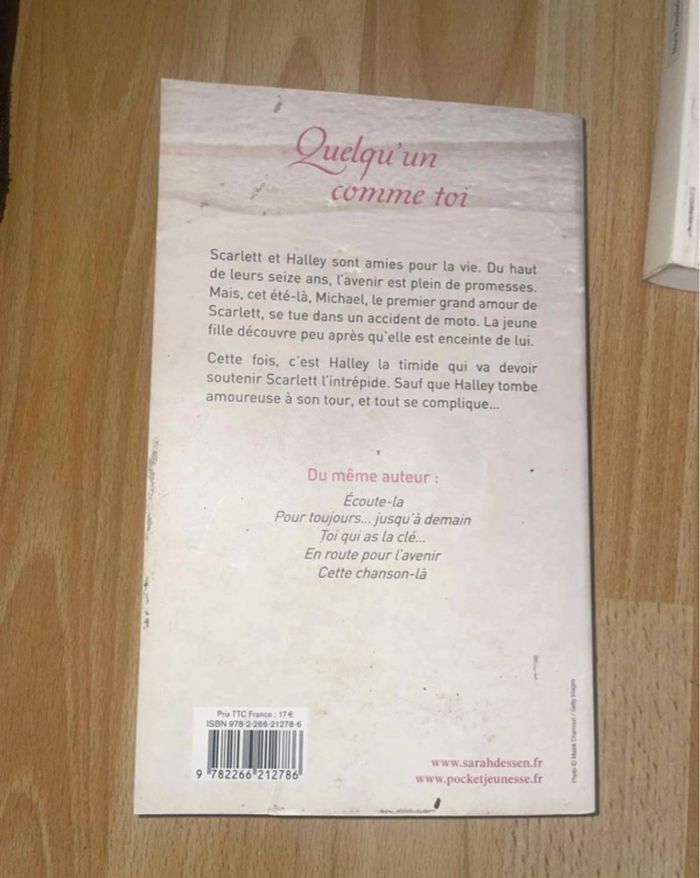 Quelqu'un
comme toi
Scarlett et Halley sont amies pour la vie. Du haut
de leurs seize ans, l'avenir est plein de promesses.
Mais, cet été-là, Michael, le premier grand amour de
Scarlett, se tue dans un accident de moto. La jeune
fille découvre peu après qu'elle est enceinte de lui.
Cette fois, c'est Halley la timide qui va devoir
soutenir Scarlett l'intrépide. Sauf que Halley tombe
amoureuse à son tour, et tout se complique...
Du même auteur :
Écoute-la
Pour toujours... jusqu'à demain
Toi qui as la clé...
En route pour l'avenir
Cette chanson-là
Prix TTC France : 17 €
ISBN 978-2-266-21278-6
9 782266 212786
www.sarahdessen.fr
www.pocketjeunesse.fr
Photo © / Getty Images